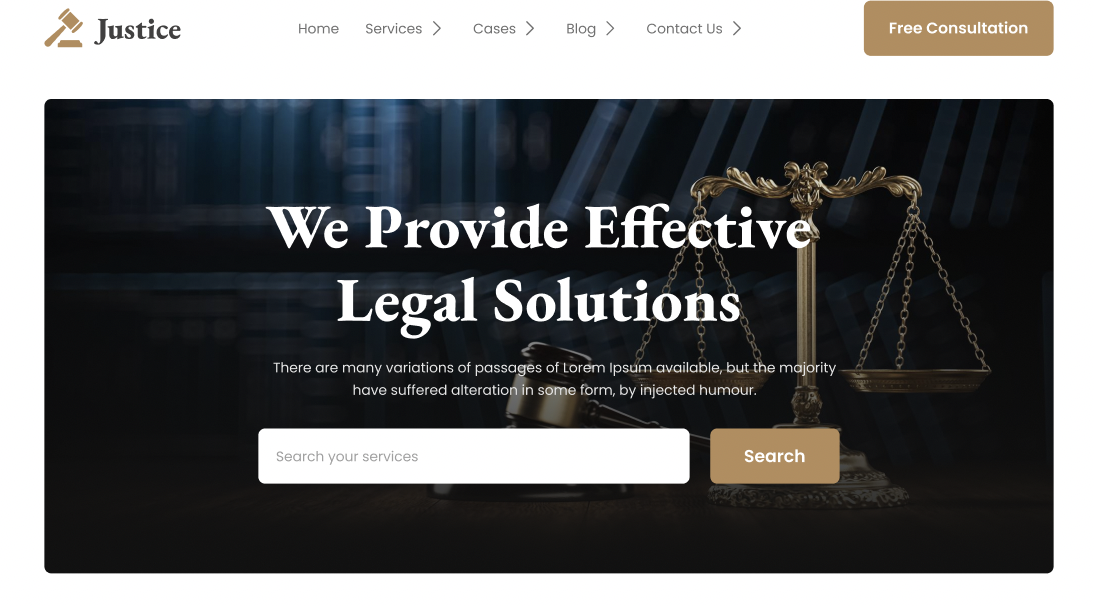 Justice
Home
Services
Cases
Blog
Contact Us
Free Consultation
We Provide Effective
Legal Solutions
There are many variations of passages of Lorem Ipsum available, but the majority
have suffered alteration in some form, by injected humour.
Search your services
Search